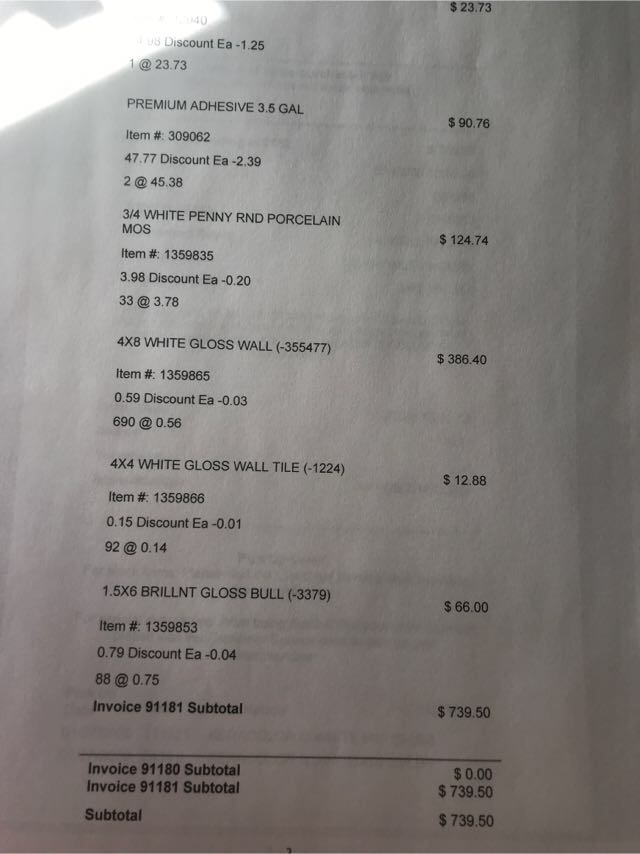 $ 23.73
Discount Ea -1.25
1 @ 23.73
PREMIUM ADHESIVE 3.5 GAL
$ 90.76
Item #: 309062
47.77 Discount Ea -2.39
2 @ 45.38
3/4 WHITE PENNY RND PORCELAIN
MOS
$ 124.74
Item #: 1359835
3.98 Discount Ea -0.20
33 @ 3.78
4X8 WHITE GLOSS WALL (-355477)
$ 386.40
Item #: 1359865
0.59 Discount Ea -0.03
690 @ 0.56
4X4 WHITE GLOSS WALL TILE (-1224)
$ 12.88
Item #: 1359866
0.15 Discount Ea -0.01
92 @ 0.14
1.5X6 BRILLNT GLOSS BULL (-3379)
$ 66.00
Item #: 1359853
0.79 Discount Ea -0.04
88 @ 0.75
Invoice 91181 Subtotal $ 739.50
Invoice 91180 Subtotal $ 0.00
Invoice 91181 Subtotal $ 739.50
Subtotal $ 739.50